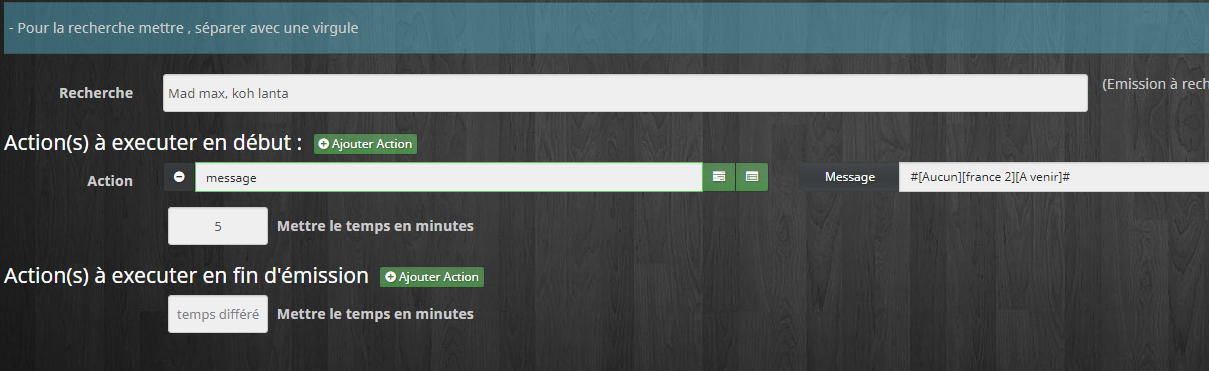 - Pour la recherche mettre , séparer avec une virgule
Recherche Mad max, koh lanta (Emission à rech
Action(s) à executer en début : Ajouter Action
Action message Message #[Aucun][france 2][A venir]#
5 Mettre le temps en minutes
Action(s) à executer en fin d'émission Ajouter Action
temps différé Mettre le temps en minutes